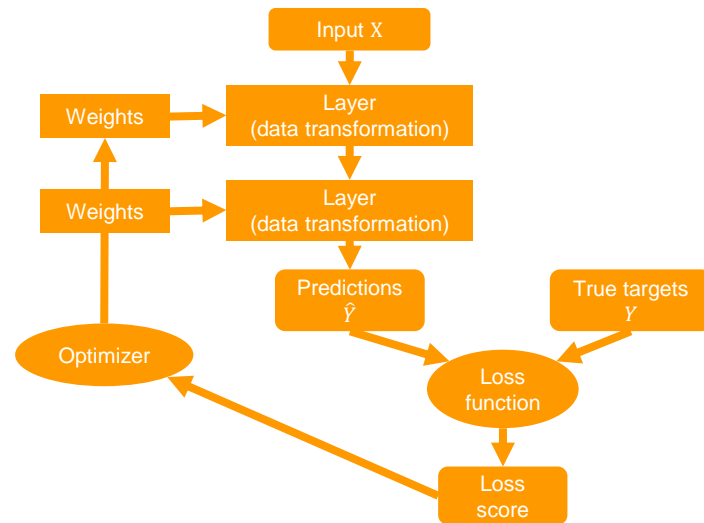 Input X
Layer
(data transformation)
Weights
Layer
(data transformation)
Weights
Predictions
Ŷ
True targets
Y
Optimizer
Loss
function
Loss
score